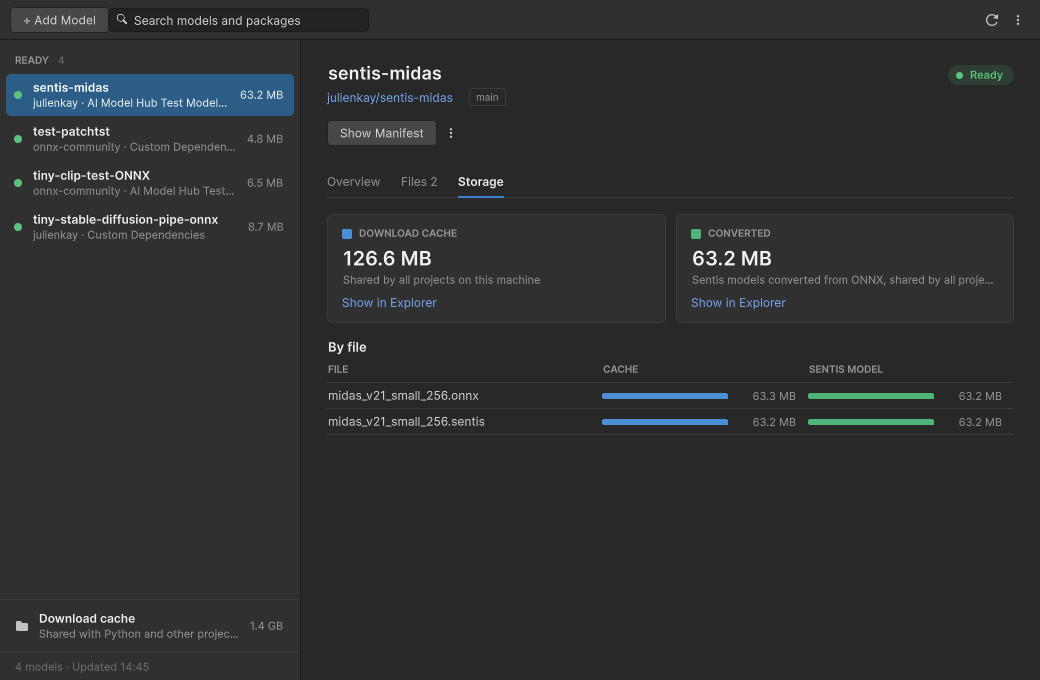 + Add Model
Search models and packages
READY 4
sentis-midas
julienkay · AI Model Hub Test Model...
63.2 MB
test-patchtst
onnx-community · Custom Dependen...
4.8 MB
tiny-clip-test-ONNX
onnx-community · AI Model Hub Test...
6.5 MB
tiny-stable-diffusion-pipe-onnx
julienkay · Custom Dependencies
8.7 MB
Download cache
Shared with Python and other projec...
1.4 GB
4 models · Updated 14:45
sentis-midas
Ready
julienkay/sentis-midas main
Show Manifest
Overview Files 2 Storage
DOWNLOAD CACHE
126.6 MB
Shared by all projects on this machine
Show in Explorer
CONVERTED
63.2 MB
Sentis models converted from ONNX, shared by all proje...
Show in Explorer
By file
FILE CACHE SENTIS MODEL
midas_v21_small_256.onnx 63.3 MB 63.2 MB
midas_v21_small_256.sentis 63.2 MB 63.2 MB